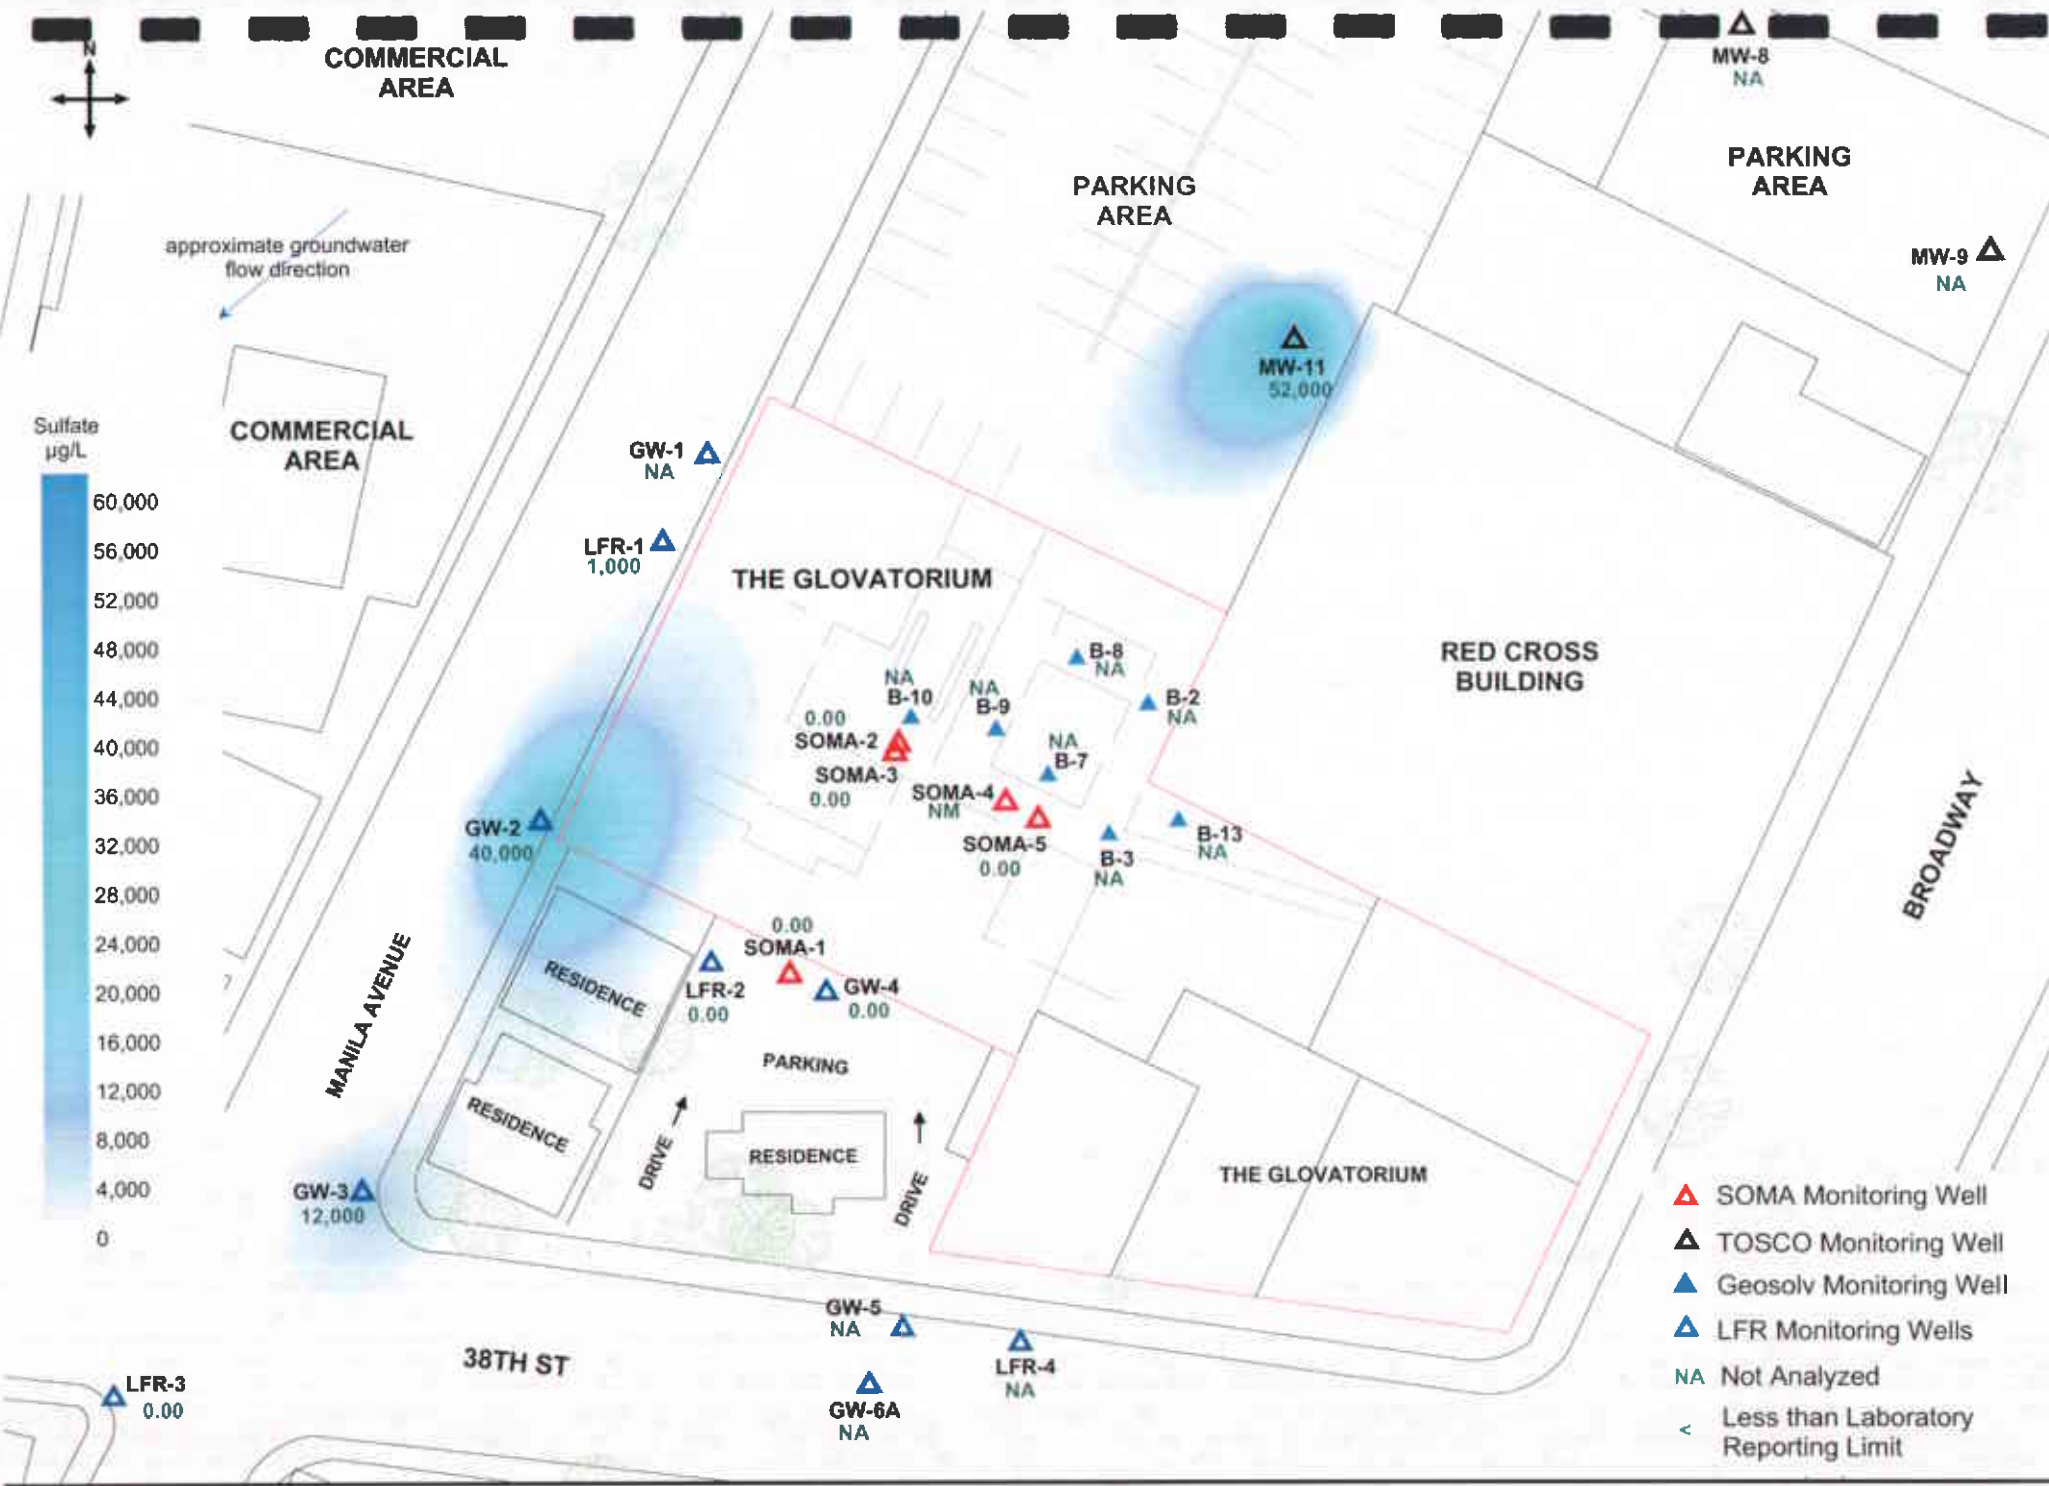 N
COMMERCIAL
AREA
MW-8
NA
PARKING
AREA
PARKING
AREA
approximate groundwater
flow direction
MW-9
NA
MW-11
52,000
Sulfate
µg/L
60,000
56,000
52,000
48,000
44,000
40,000
36,000
32,000
28,000
24,000
20,000
16,000
12,000
8,000
4,000
0
COMMERCIAL
AREA
GW-1
NA
LFR-1
1,000
THE GLOVATORIUM
RED CROSS
BUILDING
B-8
NA
NA
B-10
NA
B-9
B-2
NA
0.00
SOMA-2
SOMA-3
0.00
NA
B-7
SOMA-4
NM
SOMA-5
0.00
B-3
NA
B-13
NA
GW-2
40,000
BROADWAY
MANILA AVENUE
0.00
SOMA-1
LFR-2
0.00
GW-4
0.00
RESIDENCE
PARKING
RESIDENCE
DRIVE
RESIDENCE
DRIVE
THE GLOVATORIUM
GW-3
12,000
GW-5
NA
LFR-4
NA
GW-6A
NA
38TH ST
LFR-3
0.00
SOMA Monitoring Well
TOSCO Monitoring Well
Geosolv Monitoring Well
LFR Monitoring Wells
NA Not Analyzed
< Less than Laboratory
Reporting Limit